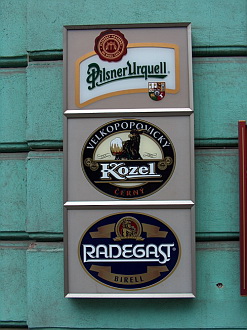 Pilsner Urquell
VELKOPOPOVICKÝ
Kozel
ČERNÝ
RADEGAST
BIRELL